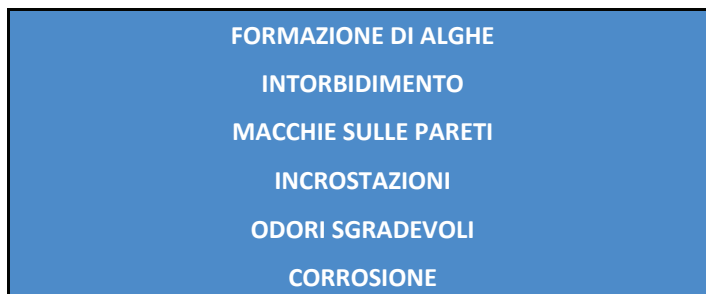 FORMAZIONE DI ALGHE
INTORBIDIMENTO
MACCHIE SULLE PARETI
INCROSTAZIONI
ODORI SGRADEVOLI
CORROSIONE